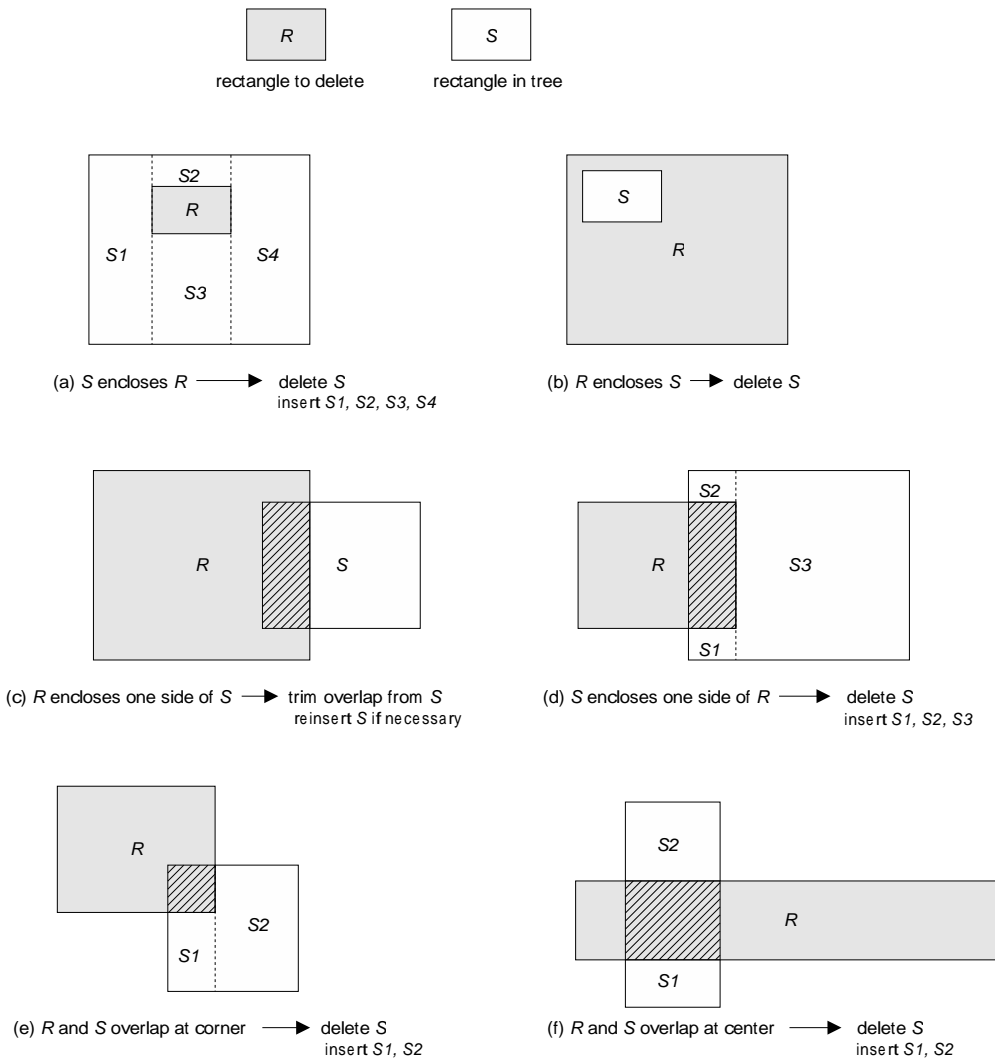 R
S
rectangle to delete
rectangle in tree
S2
R
S1
S4
S3
S
R
(a) S encloses R
delete S
insert S1, S2, S3, S4
(b) R encloses S
delete S
R
S
S2
R
S3
S1
(c) R encloses one side of S
trim overlap from S
reinsert S if necessary
(d) S encloses one side of R
delete S
insert S1, S2, S3
R
S2
S1
S2
R
S1
(e) R and S overlap at corner
delete S
insert S1, S2
(f) R and S overlap at center
delete S
insert S1, S2